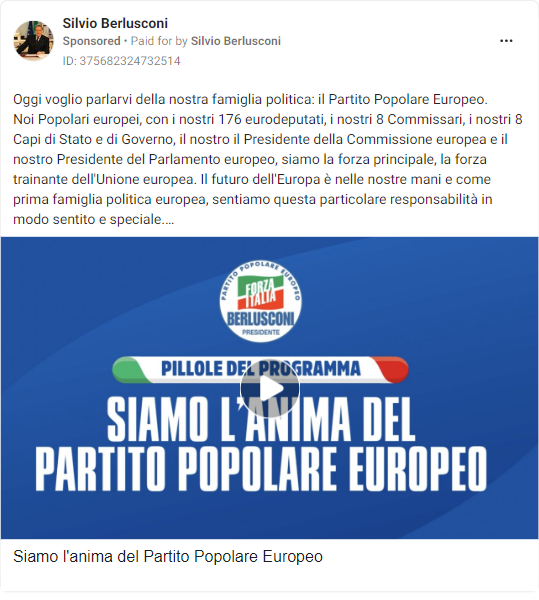 Silvio Berlusconi
Sponsored • Paid for by Silvio Berlusconi
ID: 375682324732514
Oggi voglio parlarvi della nostra famiglia politica: il Partito Popolare Europeo.
Noi Popolari europei, con i nostri 176 eurodeputati, i nostri 8 Commissari, i nostri 8
Capi di Stato e di Governo, il nostro il Presidente della Commissione europea e il
nostro Presidente del Parlamento europeo, siamo la forza principale, la forza
trainante dell'Unione europea. Il futuro dell'Europa è nelle nostre mani e come
prima famiglia politica europea, sentiamo questa particolare responsabilità in
modo sentito e speciale....
PARTITO POPOLARE EUROPEO
FORZA
ITALIA
BERLUSCONI
PRESIDENTE
PILLOLE DEL PROGRAMMA
SIAMO L'ANIMA DEL
PARTITO POPOLARE EUROPEO
Siamo l'anima del Partito Popolare Europeo